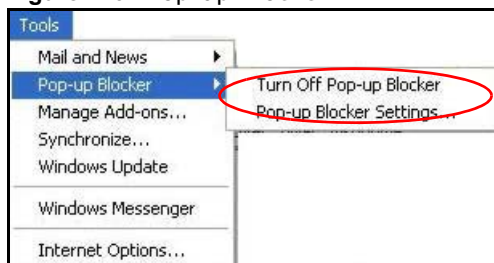 Tools
Mail and News
Pop-up Blocker
Turn Off Pop-up Blocker
Manage Add-ons...
Pop-up Blocker Settings...
Synchronize...
Windows Update
Windows Messenger
Internet Options...